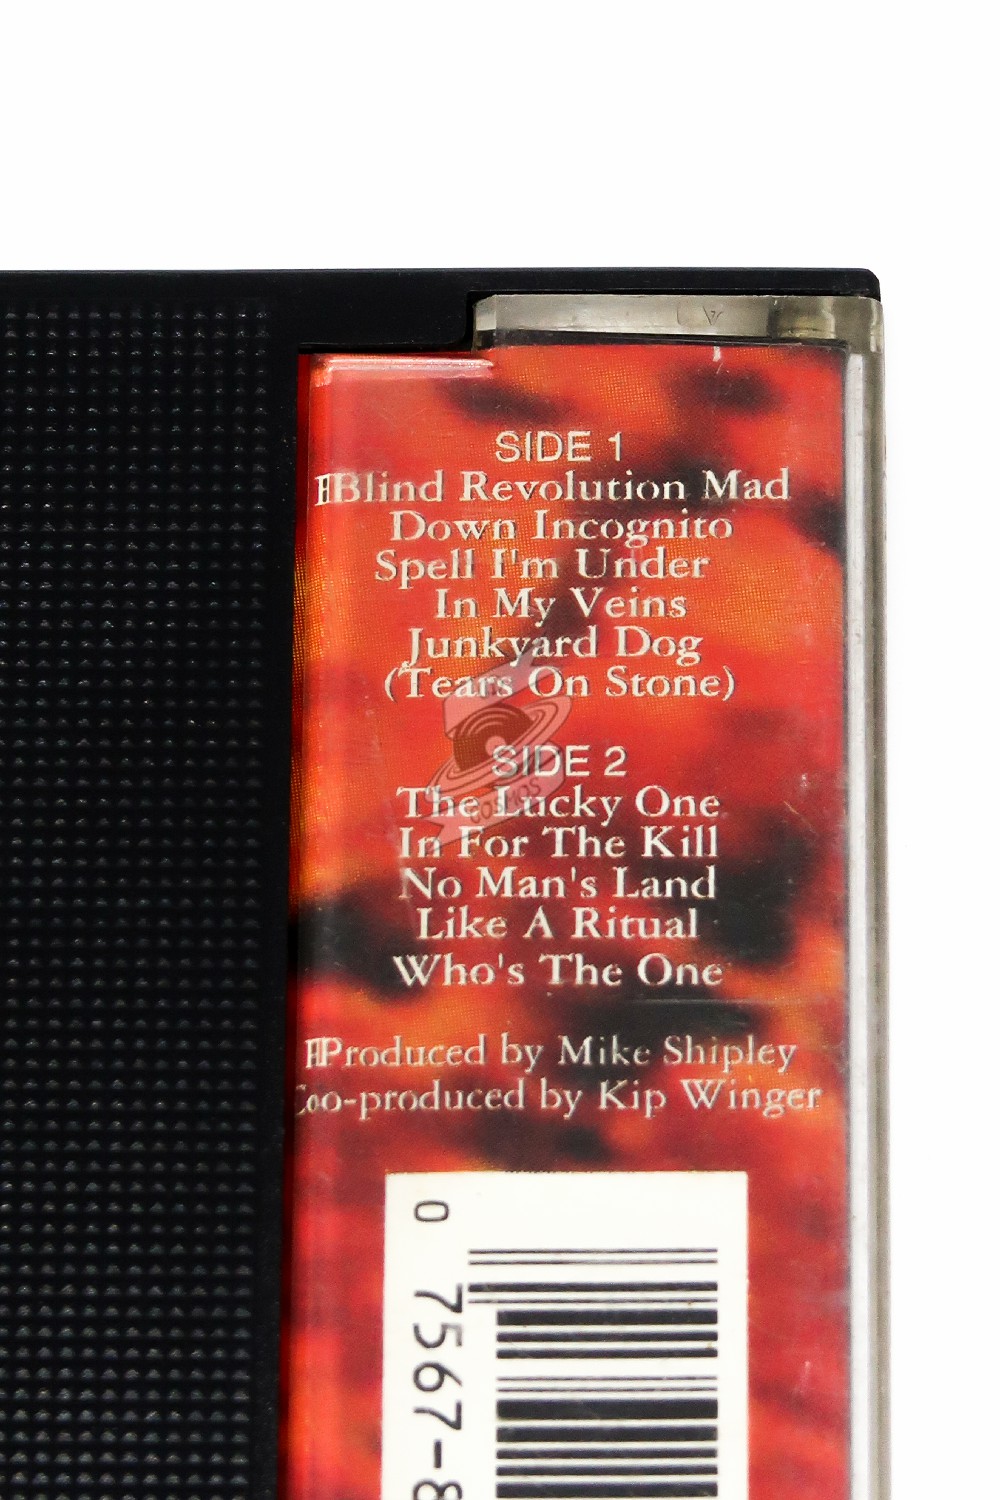 SIDE 1
Blind Revolution Mad
Down Incognito
Spell I'm Under
In My Veins
Junkyard Dog
(Tears On Stone)
SIDE 2
The Lucky One
In For The Kill
No Man's Land
Like A Ritual
Who's The One
Produced by Mike Shipley
Co-produced by Kip Winger
0 7567-8
COSMOS